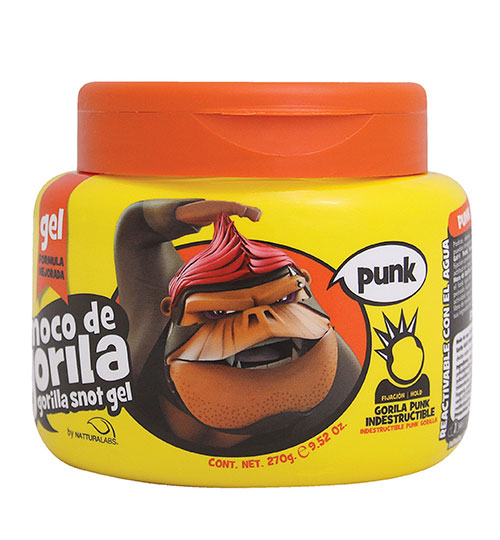 gel
FORMULA
MEJORADA
moco de
gorila
gorilla snot gel
by NATTURALABS.
punk
FIJACIÓN | HOLD
GORILA PUNK
INDESTRUCTIBLE
INDESTRUCTIBLE PUNK GORILLA
CONT. NET. 270g. e 9.52 Oz.
REACTIVABLE CON EL AGUA